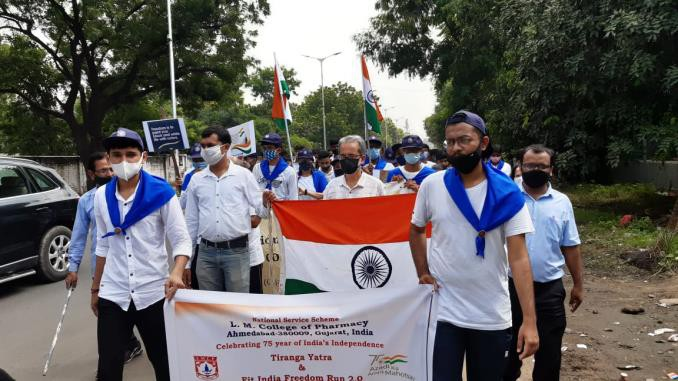 National Service Scheme
L. M. College of Pharmacy
Ahmedabad-380009, Gujarat, India
Celebrating 75 year of India's Independence
Tiranga Yatra
&
Fit India Freedom Run 2.0
75
Azadi Ka
Amrit Mahotsav